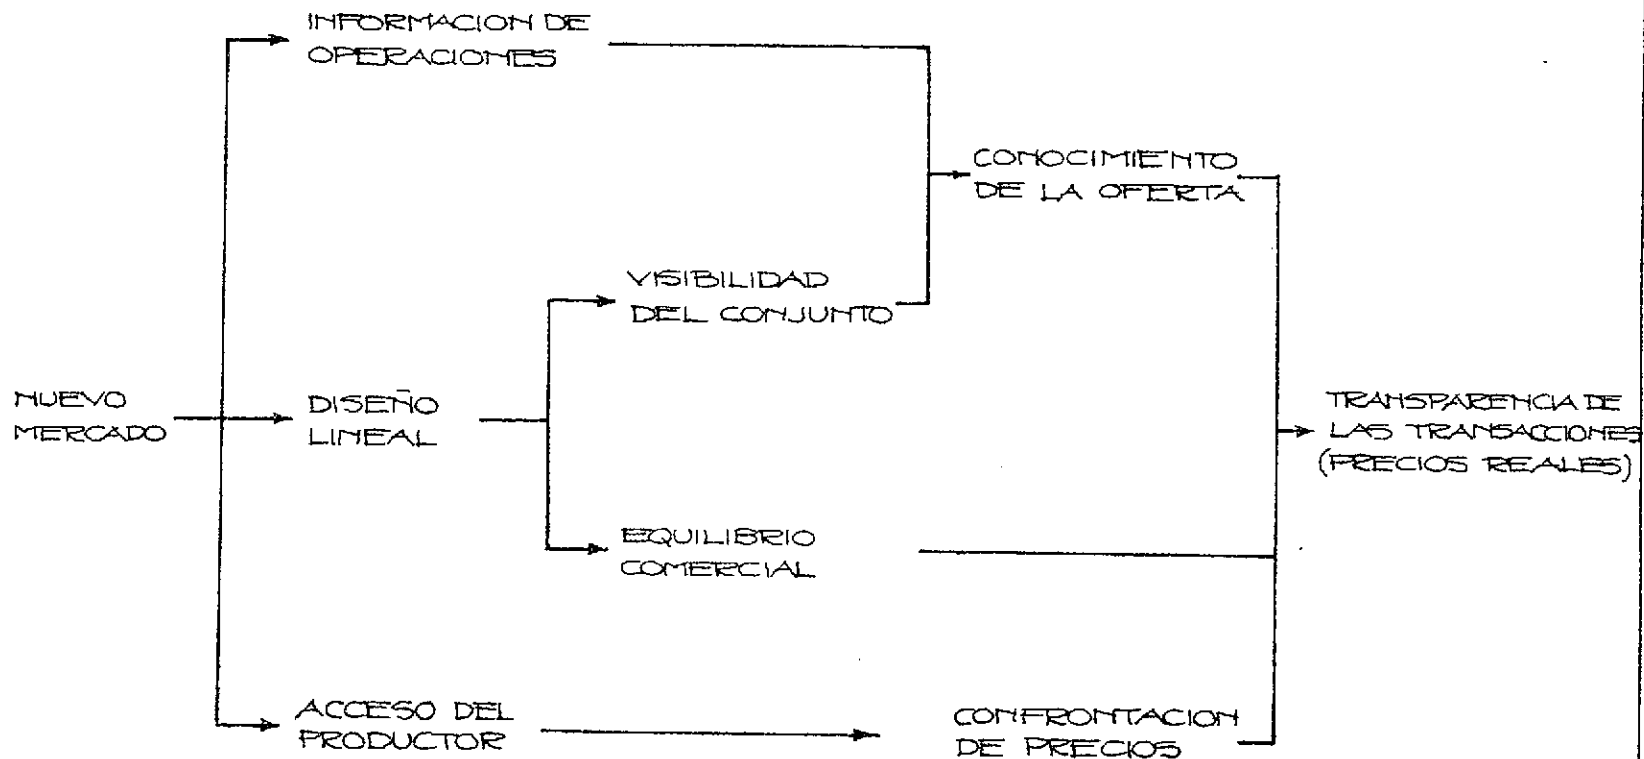 INFORMACION DE
OPERACIONES
CONOCIMIENTO
DE LA OFERTA
VISIBILIDAD
DEL CONJUNTO
NUEVO
MERCADO
DISEÑO
LINEAL
TRANSPARENCIA DE
LAS TRANSACCIONES
(PRECIOS REALES)
EQUILIBRIO
COMERCIAL
ACCESO DEL
PRODUCTOR
CONFRONTACION
DE PRECIOS